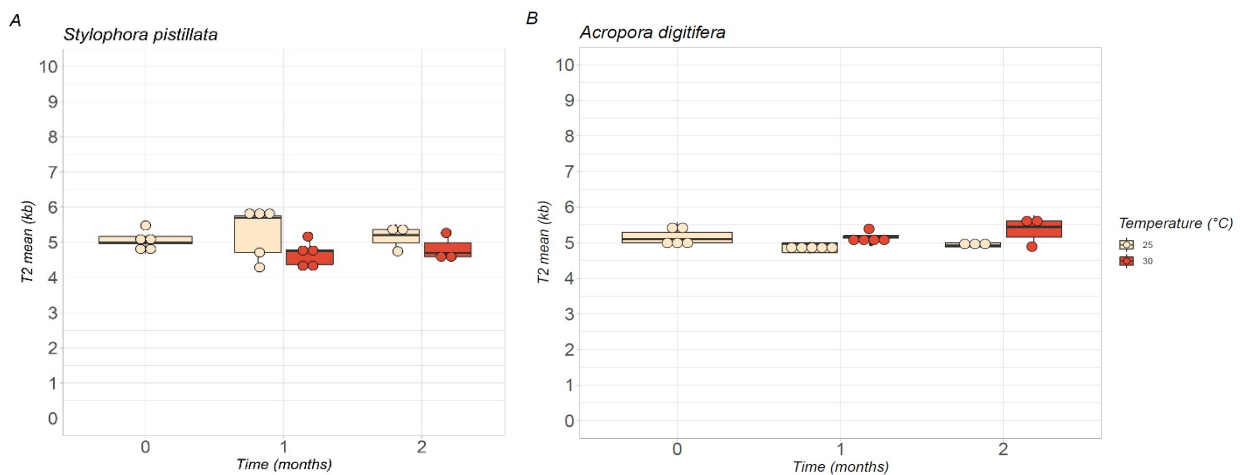 A
Stylophora pistillata
10
9
8
7
6
5
4
3
2
1
0
T2 mean (kb)
0 1 2
Time (months)
B
Acropora digitifera
10
9
8
7
6
5
4
3
2
1
0
T2 mean (kb)
0 1 2
Time (months)
Temperature (°C)
25
30